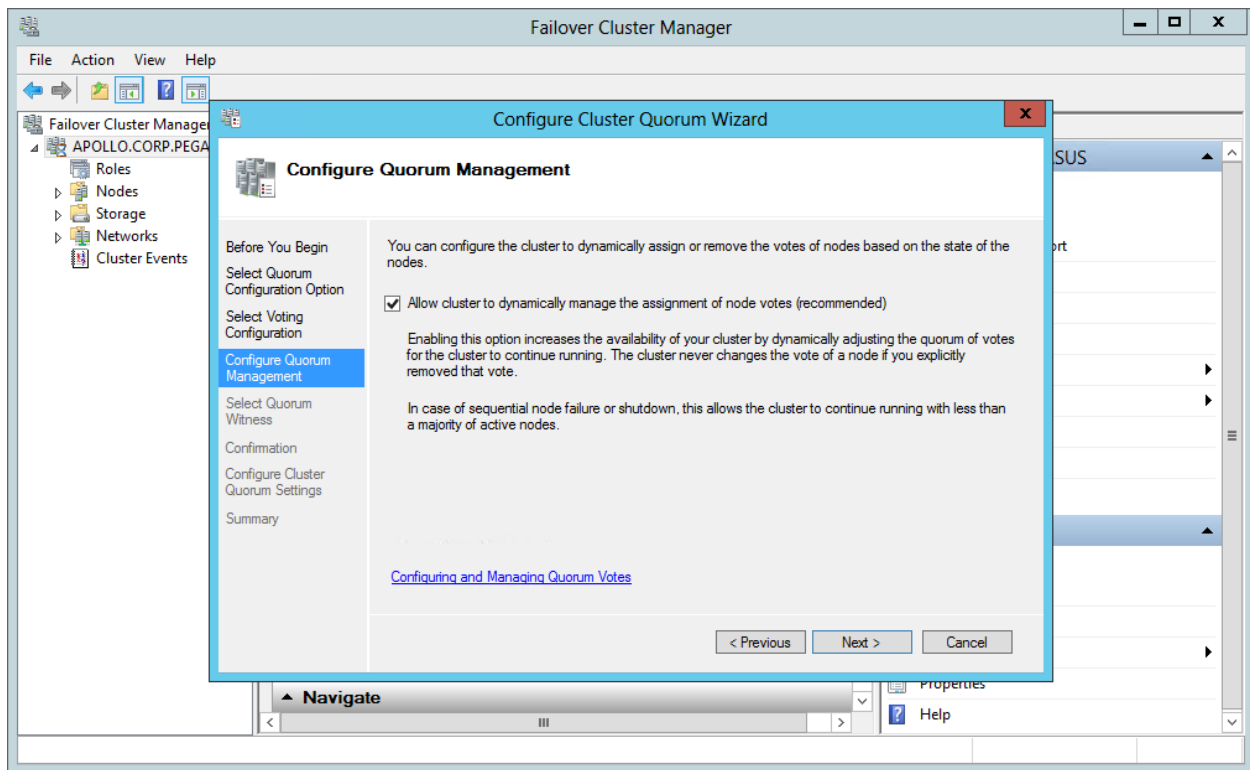 Failover Cluster Manager
File Action View Help
Failover Cluster Manager
APOLLO.CORP.PEGA
Roles
Nodes
Storage
Networks
Cluster Events
Configure Cluster Quorum Wizard
Configure Quorum Management
Before You Begin
Select Quorum
Configuration Option
Select Voting
Configuration
Configure Quorum
Management
Select Quorum
Witness
Confirmation
Configure Cluster
Quorum Settings
Summary
You can configure the cluster to dynamically assign or remove the votes of nodes based on the state of the
nodes.
Allow cluster to dynamically manage the assignment of node votes (recommended)
Enabling this option increases the availability of your cluster by dynamically adjusting the quorum of votes
for the cluster to continue running. The cluster never changes the vote of a node if you explicitly
removed that vote.
In case of sequential node failure or shutdown, this allows the cluster to continue running with less than
a majority of active nodes.
Configuring and Managing Quorum Votes
< Previous
Next >
Cancel
SUS
ort
Navigate
Properties
Help